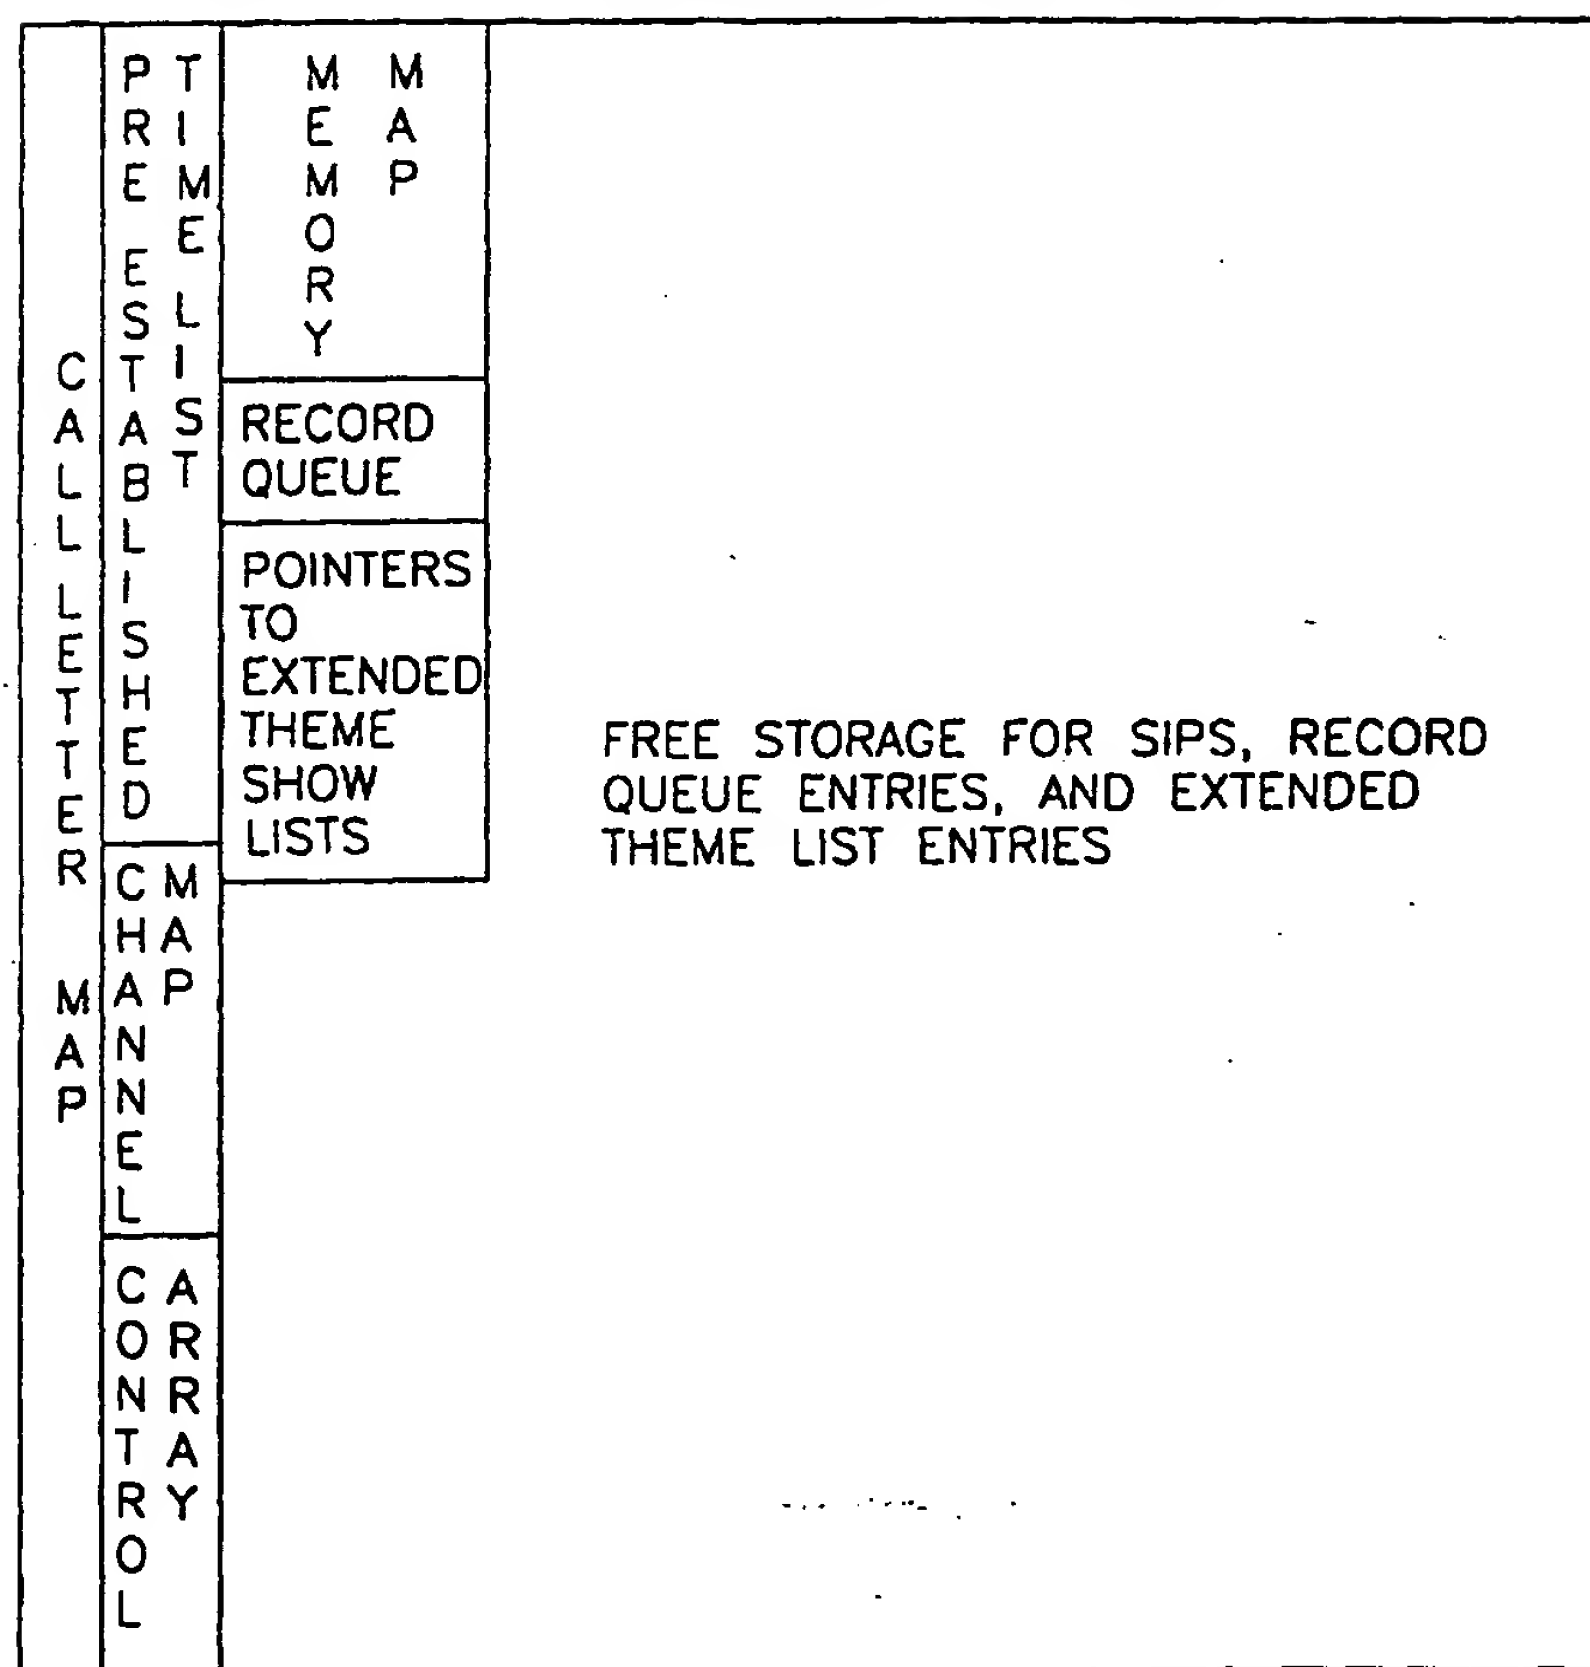 CALL LETTER MAP
PRE ESTABLISHED
TIME LIST
CHANNEL
MAP
CONTROL
ARRAY
MEMORY
MAP
RECORD
QUEUE
POINTERS
TO
EXTENDED
THEME
SHOW
LISTS
FREE STORAGE FOR SIPS, RECORD
QUEUE ENTRIES, AND EXTENDED
THEME LIST ENTRIES